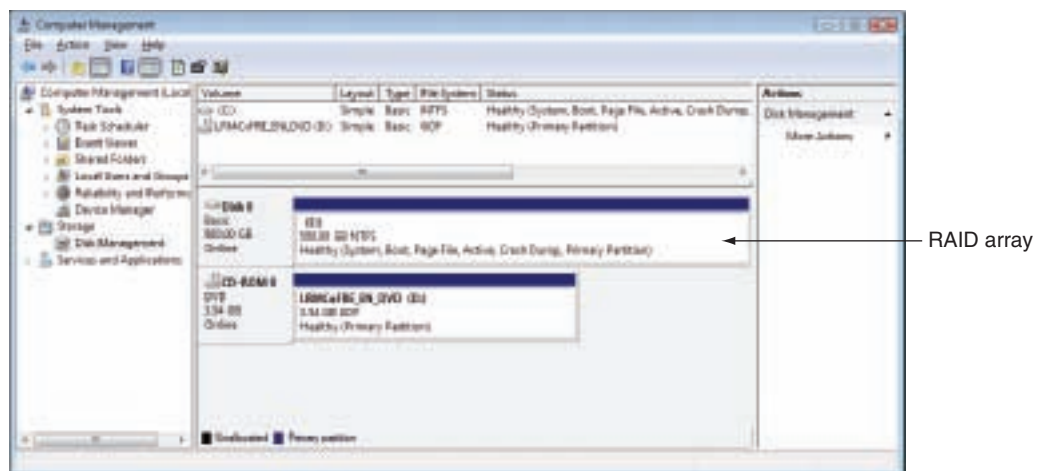 Computer Management
File Action View Help
Computer Management (Local
System Tools
Task Scheduler
Event Viewer
Shared Folders
Local Users and Groups
Reliability and Performa
Device Manager
Storage
Disk Management
Services and Applications
Volume Layout Type File System Status
(C:) Simple Basic NTFS Healthy (System, Boot, Page File, Active, Crash Dump,
(D:) Simple Basic UDF Healthy (Primary Partition)
Actions
Disk Management
More Actions
Disk 0
Basic
Online
(C:)
GB NTFS
Healthy (System, Boot, Page File, Active, Crash Dump, Primary Partition)
RAID array
CD-ROM 0
DVD
Online
(D:)
UDF
Healthy (Primary Partition)
Unallocated Primary partition